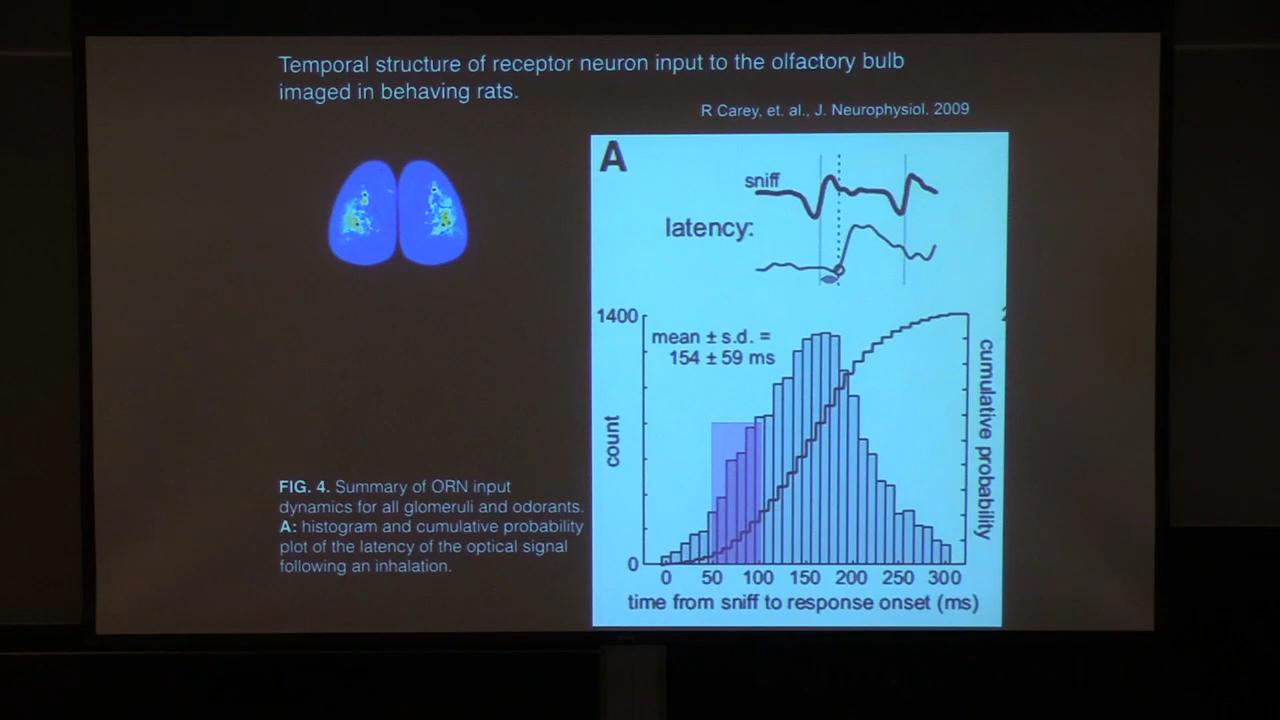 Temporal structure of receptor neuron input to the olfactory bulb
imaged in behaving rats.
R Carey, et. al., J. Neurophysiol. 2009
A
sniff
latency:
1400
mean ± s.d. =
154 ± 59 ms
count
cumulative probability
0
0 50 100 150 200 250 300
time from sniff to response onset (ms)
FIG. 4. Summary of ORN input
dynamics for all glomeruli and odorants.
A: histogram and cumulative probability
plot of the latency of the optical signal
following an inhalation.